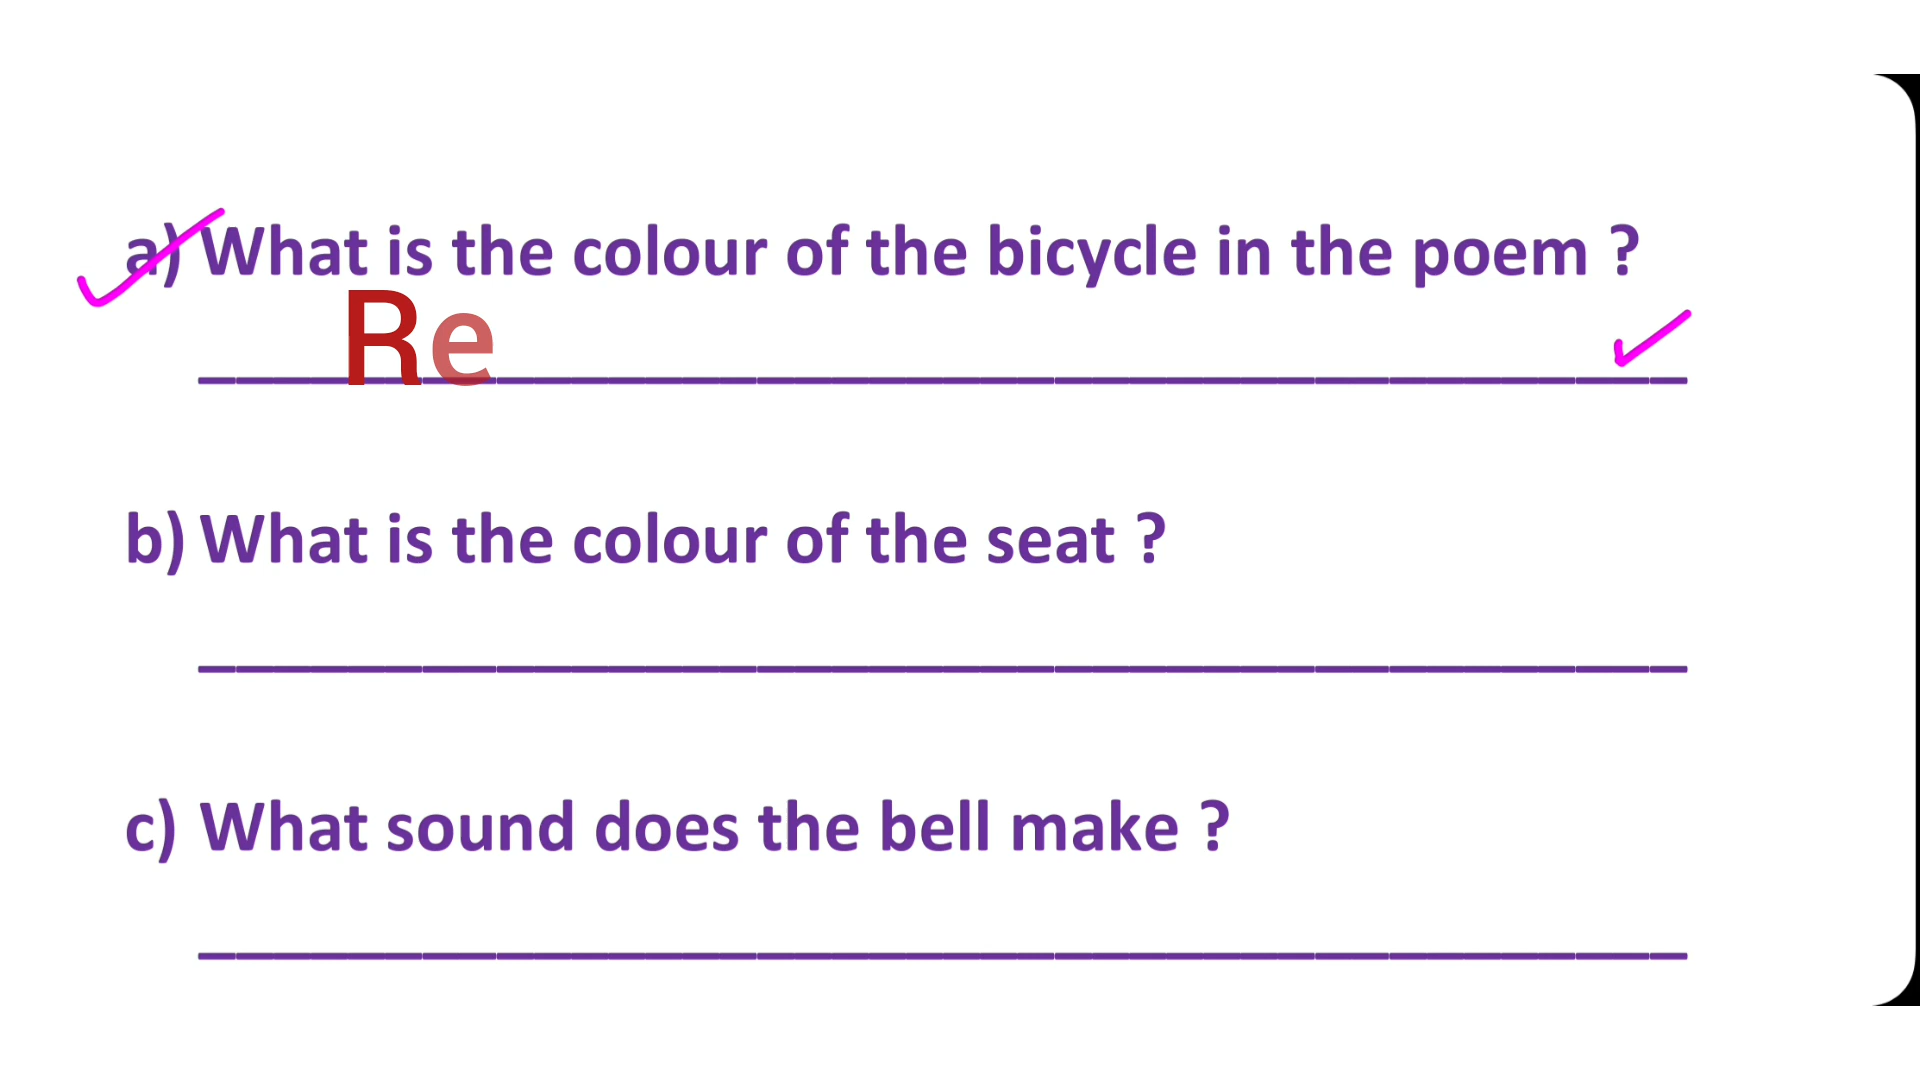 a) What is the colour of the bicycle in the poem ?
Re
b) What is the colour of the seat ?
c) What sound does the bell make ?